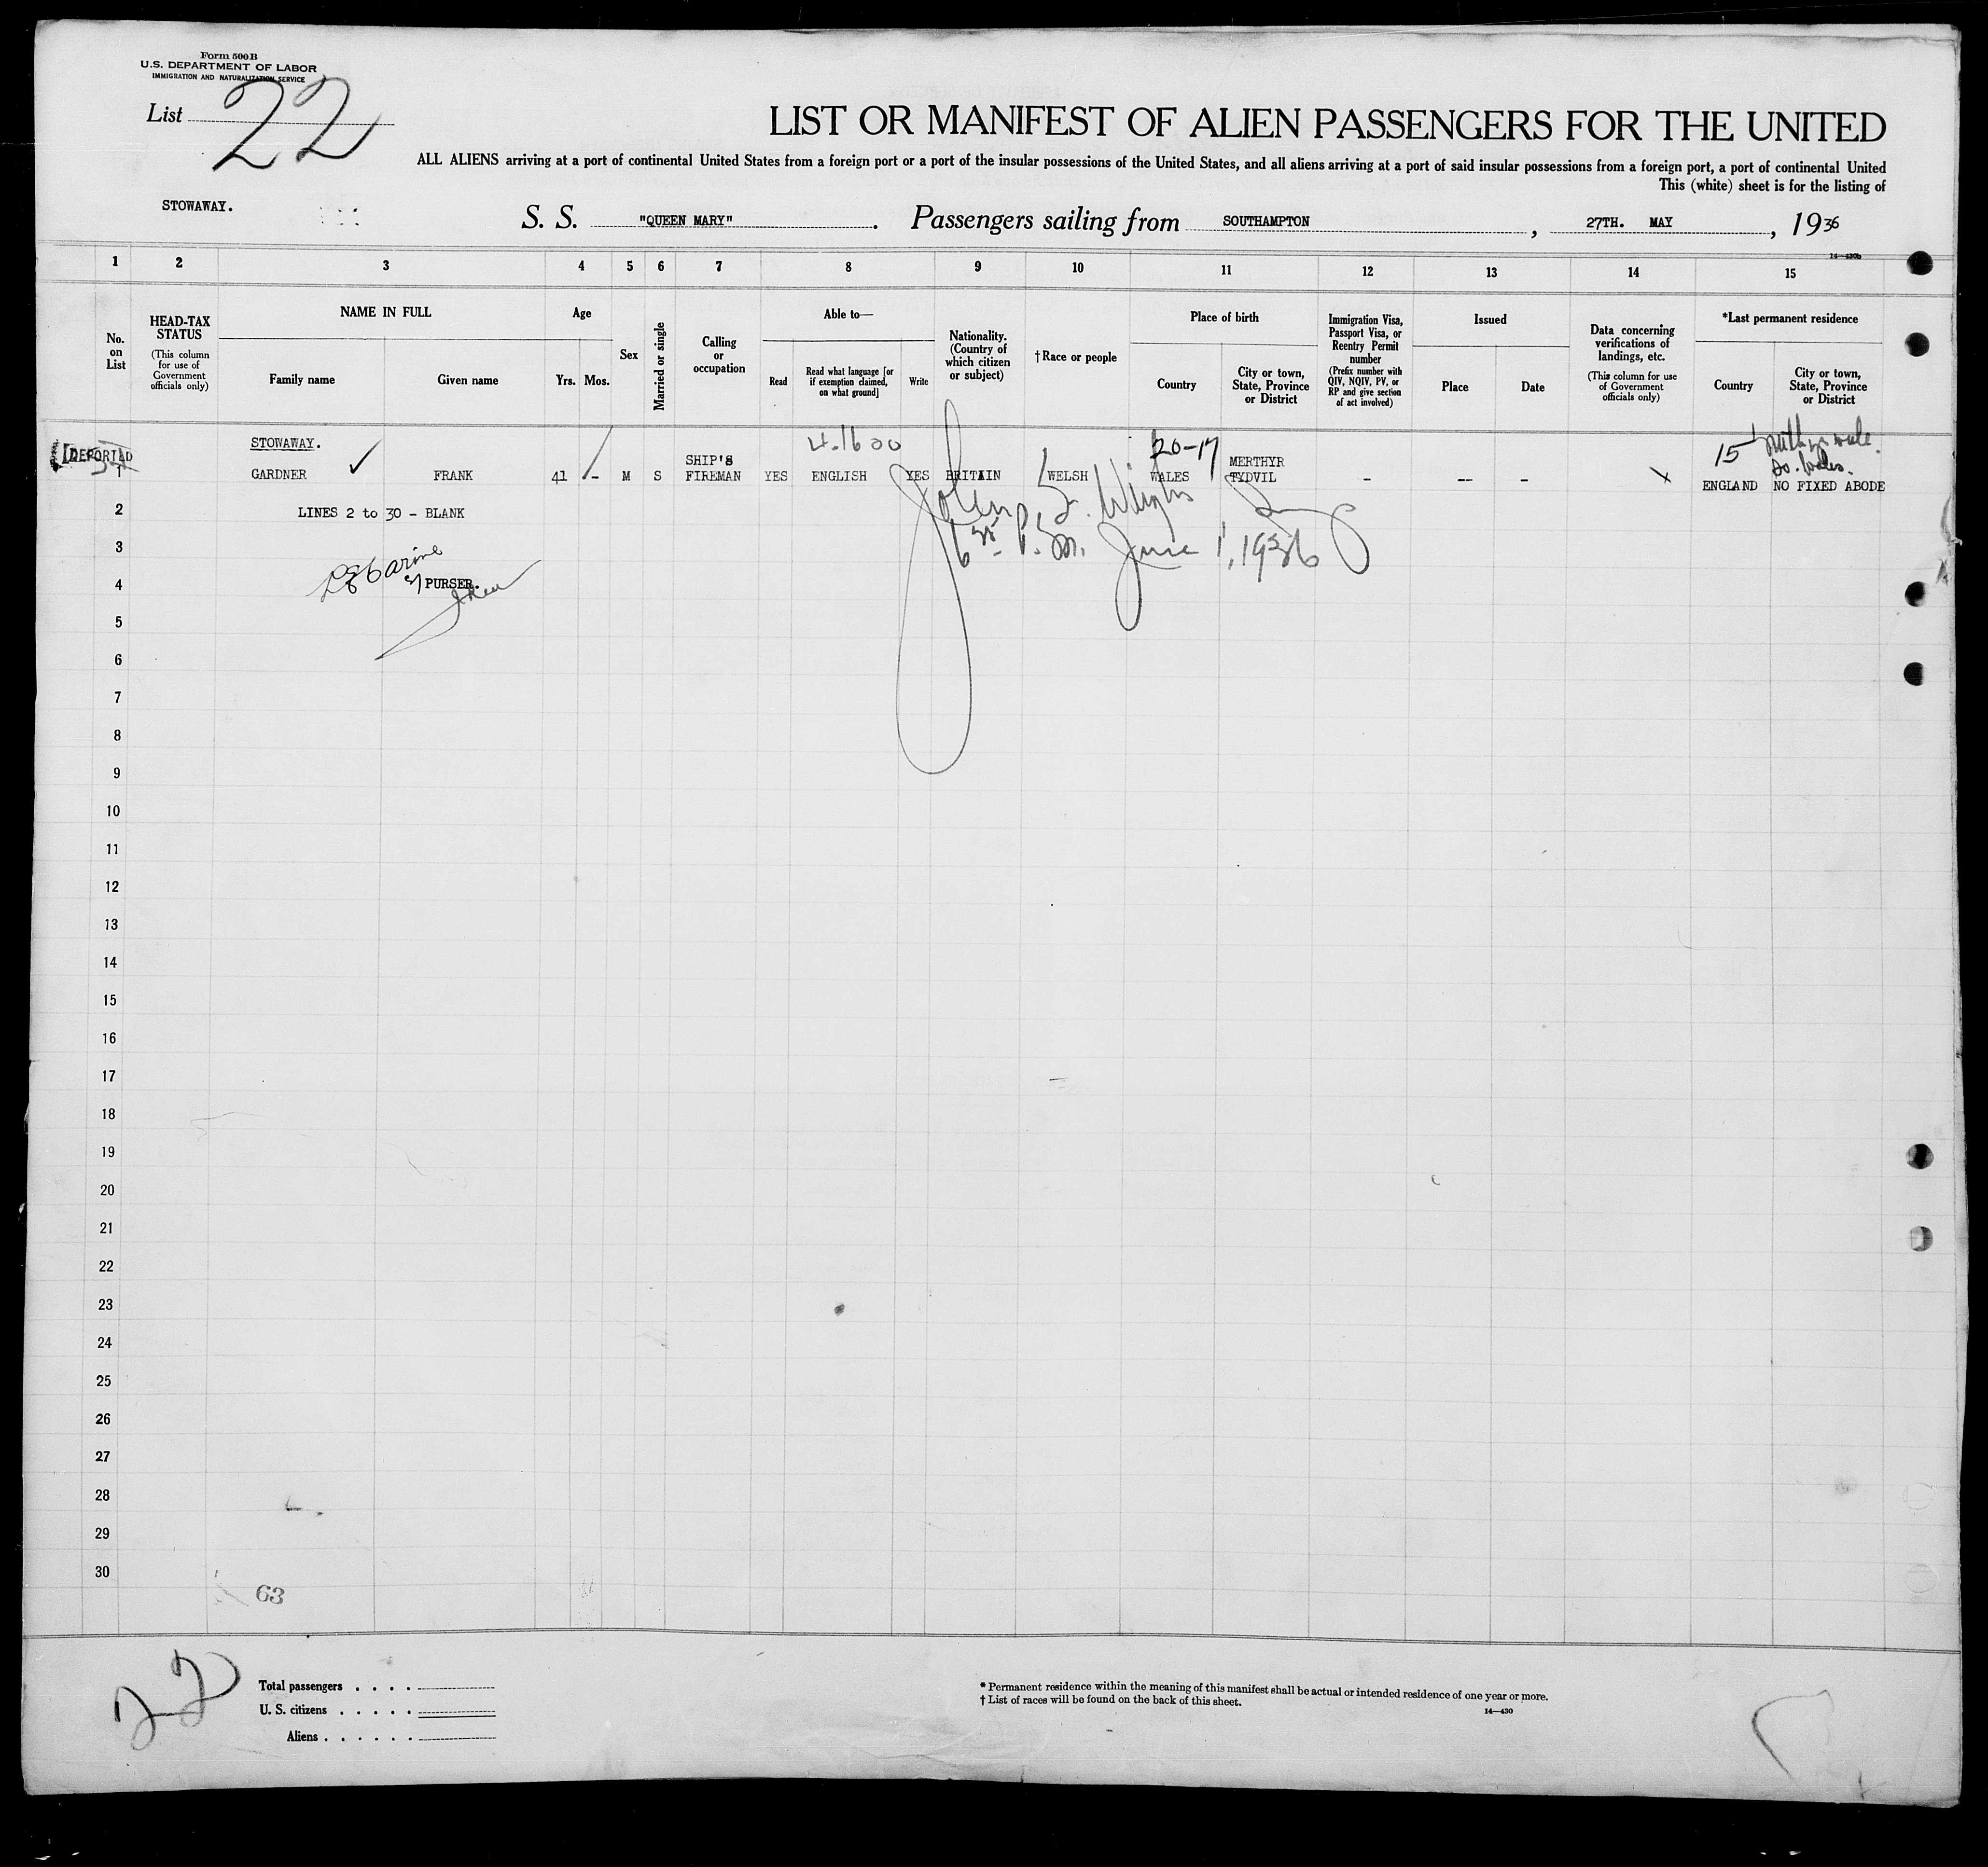 Form 500B
U.S. DEPARTMENT OF LABOR
IMMIGRATION AND NATURALIZATION SERVICE
List 22
LIST OR MANIFEST OF ALIEN PASSENGERS FOR THE UNITED
ALL ALIENS arriving at a port of continental United States from a foreign port or a port of the insular possessions of the United States, and all aliens arriving at a port of said insular possessions from a foreign port, a port of continental United
This (white) sheet is for the listing of
STOWAWAY.
S. S. "QUEEN MARY". Passengers sailing from SOUTHAMPTON, 27TH. MAY, 1936
14-430b
1 2 3 4 5 6 7 8 9 10 11 12 13 14 15
No. on List
HEAD-TAX STATUS
(This column for use of Government officials only)
NAME IN FULL
Family name
Given name
Age
Yrs. Mos.
Sex
Married or single
Calling or occupation
Able to—
Read
Read what language [or if exemption claimed, on what ground]
Write
Nationality. (Country of which citizen or subject)
†Race or people
Place of birth
Country
City or town, State, Province or District
Immigration Visa, Passport Visa, or Reentry Permit number
(Prefix number with QIV, NQIV, PV, or RP and give section of act involved)
Issued
Place
Date
Data concerning verifications of landings, etc.
(This column for use of Government officials only)
*Last permanent residence
Country
City or town, State, Province or District
DEPORTED
STOWAWAY.
4-1600
20-17
15
So. Wales.
1 GARDNER FRANK 41 - M S SHIP'S FIREMAN YES ENGLISH YES BRITAIN WELSH WALES MERTHYR TYDVIL - -- - x ENGLAND NO FIXED ABODE
2 LINES 2 to 30 - BLANK
John
3
P.M. June 1, 1936
4 PURSER.
5
6
7
8
9
10
11
12
13
14
15
16
17
18
19
20
21
22
23
24
25
26
27
28
29
30
63
22
Total passengers . . . .
U. S. citizens . . . . .
Aliens . . . . . .
* Permanent residence within the meaning of this manifest shall be actual or intended residence of one year or more.
† List of races will be found on the back of this sheet.
14—430